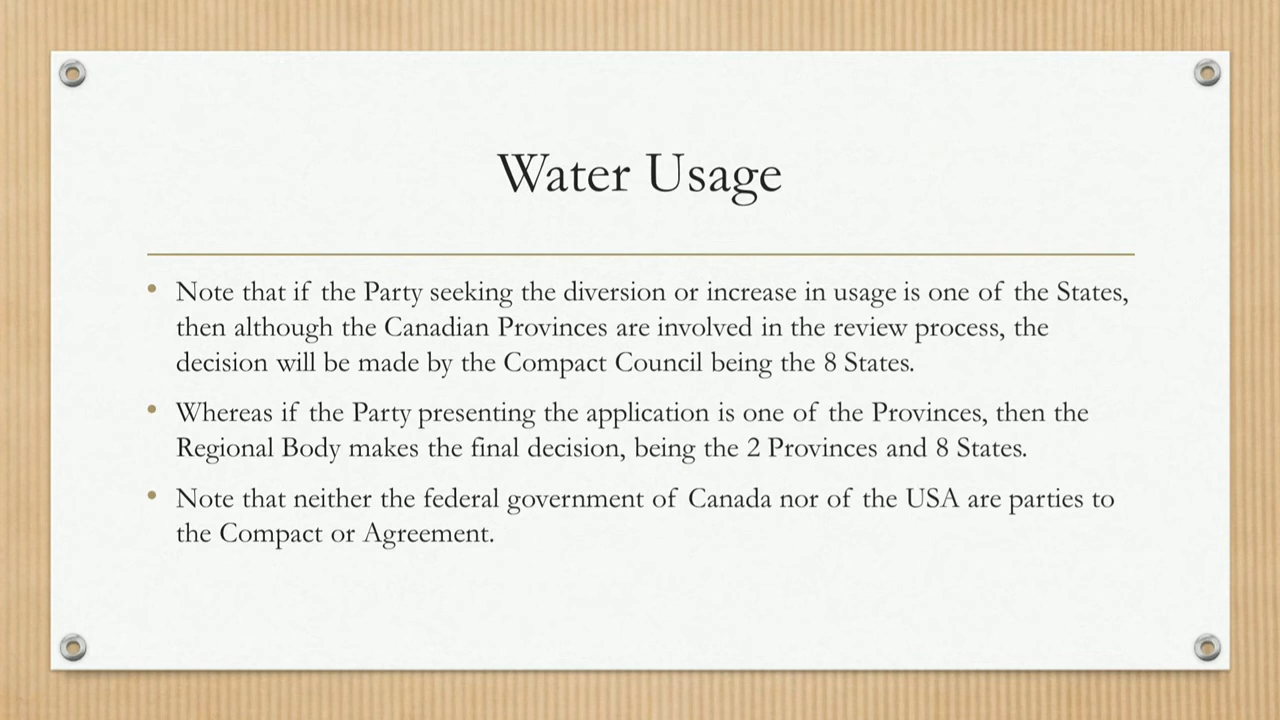 Water Usage
• Note that if the Party seeking the diversion or increase in usage is one of the States,
then although the Canadian Provinces are involved in the review process, the
decision will be made by the Compact Council being the 8 States.
• Whereas if the Party presenting the application is one of the Provinces, then the
Regional Body makes the final decision, being the 2 Provinces and 8 States.
• Note that neither the federal government of Canada nor of the USA are parties to
the Compact or Agreement.